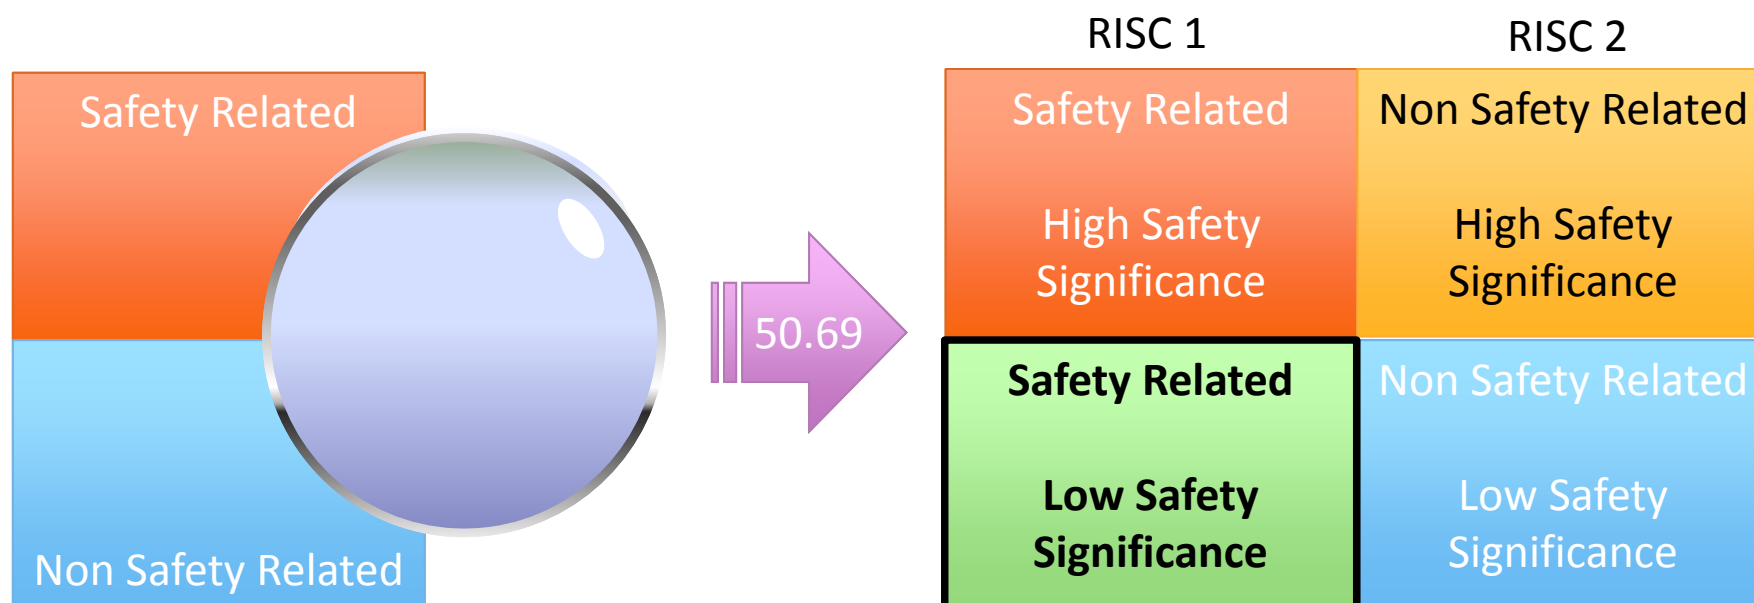 Safety Related
Non Safety Related
50.69
RISC 1
RISC 2
Safety Related
High Safety
Significance
Non Safety Related
High Safety
Significance
Safety Related
Low Safety
Significance
Non Safety Related
Low Safety
Significance